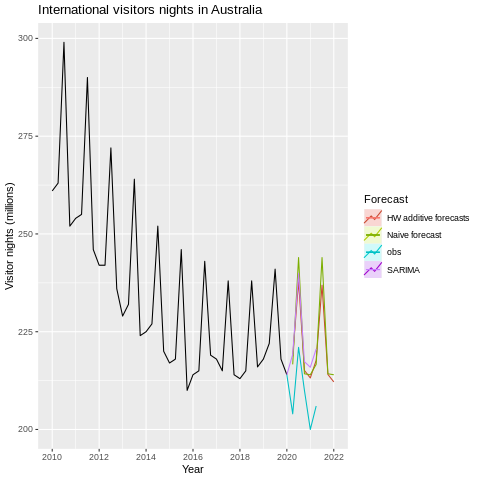 International visitors nights in Australia
Visitor nights (millions)
300
275
250
225
200
2010
2012
2014
2016
2018
2020
2022
Year
Forecast
HW additive forecasts
Naive forecast
obs
SARIMA